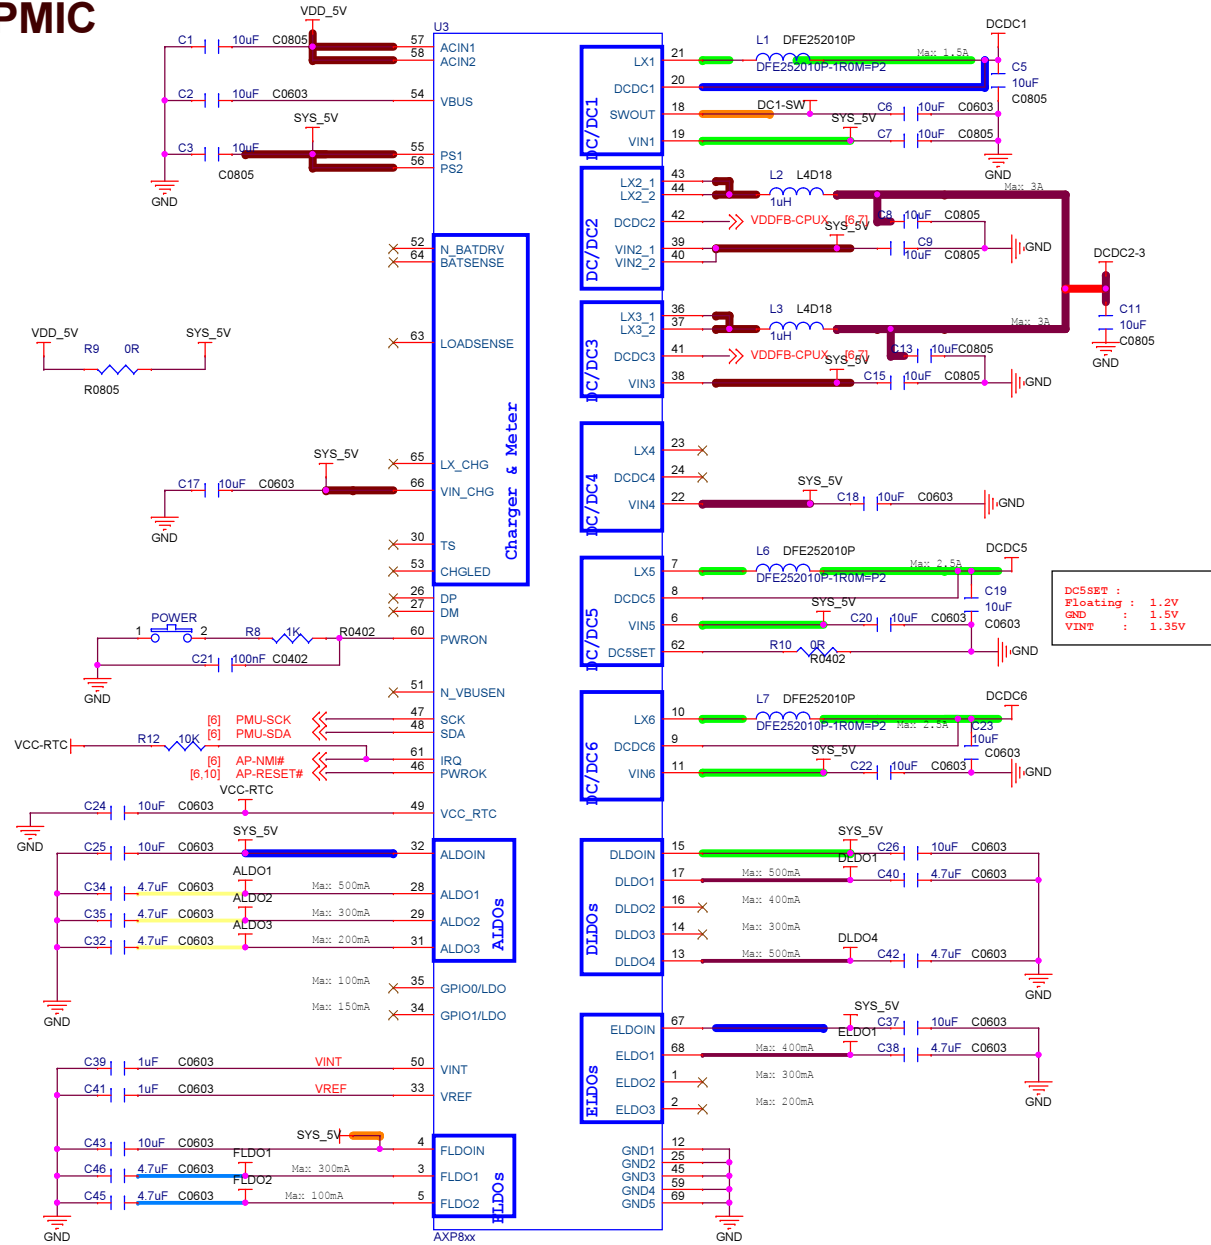 PMIC
VDD_5V
U3
DCDC1
C1 10uF C0805
57 ACIN1
58 ACIN2
C2 10uF C0603
54 VBUS
SYS_5V
C3 10uF
C0805
55 PS1
56 PS2
GND
DC/DC1
LX1 21
L1 DFE252010P
DFE252010P-1R0M=P2
Max 1.5A
DCDC1 20
C5
10uF
C0805
SWOUT 18
DC1-SW
C6 10uF C0603
VIN1 19
SYS_5V
C7 10uF C0805
GND
DC/DC2
LX2_1 43
LX2_2 44
L2 L4D18
1uH
Max 3A
DCDC2 42
VDDFB-CPUX [6,7]
C8 10uF C0805
VIN2_1 39
VIN2_2 40
SYS_5V
C9
10uF C0805
GND
DCDC2-3
C11
10uF
C0805
GND
52 N_BATDRV
64 BATSENSE
VDD_5V
SYS_5V
R9 0R
R0805
63 LOADSENSE
DC/DC3
LX3_1 36
LX3_2 37
L3 L4D18
1uH
Max 3A
DCDC3 41
VDDFB-CPUX [6,7]
C13 10uF C0805
VIN3 38
SYS_5V
C15 10uF C0805
GND
Charger & Meter
SYS_5V
65 LX_CHG
C17 10uF C0603
66 VIN_CHG
GND
30 TS
53 CHGLED
26 DP
27 DM
DC/DC4
LX4 23
DCDC4 24
VIN4 22
SYS_5V
C18 10uF C0603
GND
DC/DC5
LX5 7
L6 DFE252010P
DFE252010P-1R0M=P2
Max 2.5A
DCDC5
DCDC5 8
C19
10uF
C0603
VIN5 6
SYS_5V
C20 10uF C0603
DC5SET 62
R10 0R
R0402
GND
DC5SET :
Floating : 1.2V
GND : 1.5V
VINT : 1.35V
POWER
1 2
R8 1K R0402
60 PWRON
C21 100nF C0402
GND
51 N_VBUSEN
[6] PMU-SCK 47 SCK
[6] PMU-SDA 48 SDA
VCC-RTC
R12 10K
[6] AP-NMI# 61 IRQ
[6,10] AP-RESET# 46 PWROK
DC/DC6
LX6 10
L7 DFE252010P
DFE252010P-1R0M=P2
Max 2.5A
DCDC6
DCDC6 9
C23
10uF
C0603
VIN6 11
SYS_5V
C22 10uF C0603
GND
VCC-RTC
C24 10uF C0603
49 VCC_RTC
GND
SYS_5V
C25 10uF C0603
32 ALDOIN
ALDO1
C34 4.7uF C0603
Max 500mA
28 ALDO1
ALDO2
C35 4.7uF C0603
Max 300mA
29 ALDO2
ALDO3
C32 4.7uF C0603
Max 200mA
31 ALDO3
ALDOs
GND
Max 100mA
35 GPIO0/LDO
Max 150mA
34 GPIO1/LDO
DLDOs
DLDOIN 15
SYS_5V
C26 10uF C0603
DLDO1 17
Max 500mA
DLDO1
C40 4.7uF C0603
DLDO2 16
Max 400mA
DLDO3 14
Max 300mA
DLDO4 13
Max 500mA
DLDO4
C42 4.7uF C0603
GND
ELDOs
ELDOIN 67
SYS_5V
C37 10uF C0603
ELDO1 68
Max 400mA
ELDO1
C38 4.7uF C0603
ELDO2 1
Max 300mA
ELDO3 2
Max 200mA
GND
C39 1uF C0603
VINT
50 VINT
C41 1uF C0603
VREF
33 VREF
SYS_5V
C43 10uF C0603
4 FLDOIN
FLDO1
C46 4.7uF C0603
Max 300mA
3 FLDO1
FLDO2
C45 4.7uF C0603
Max 100mA
5 FLDO2
FLDOs
GND
GND1 12
GND2 25
GND3 45
GND4 59
GND5 69
GND
AXP8xx